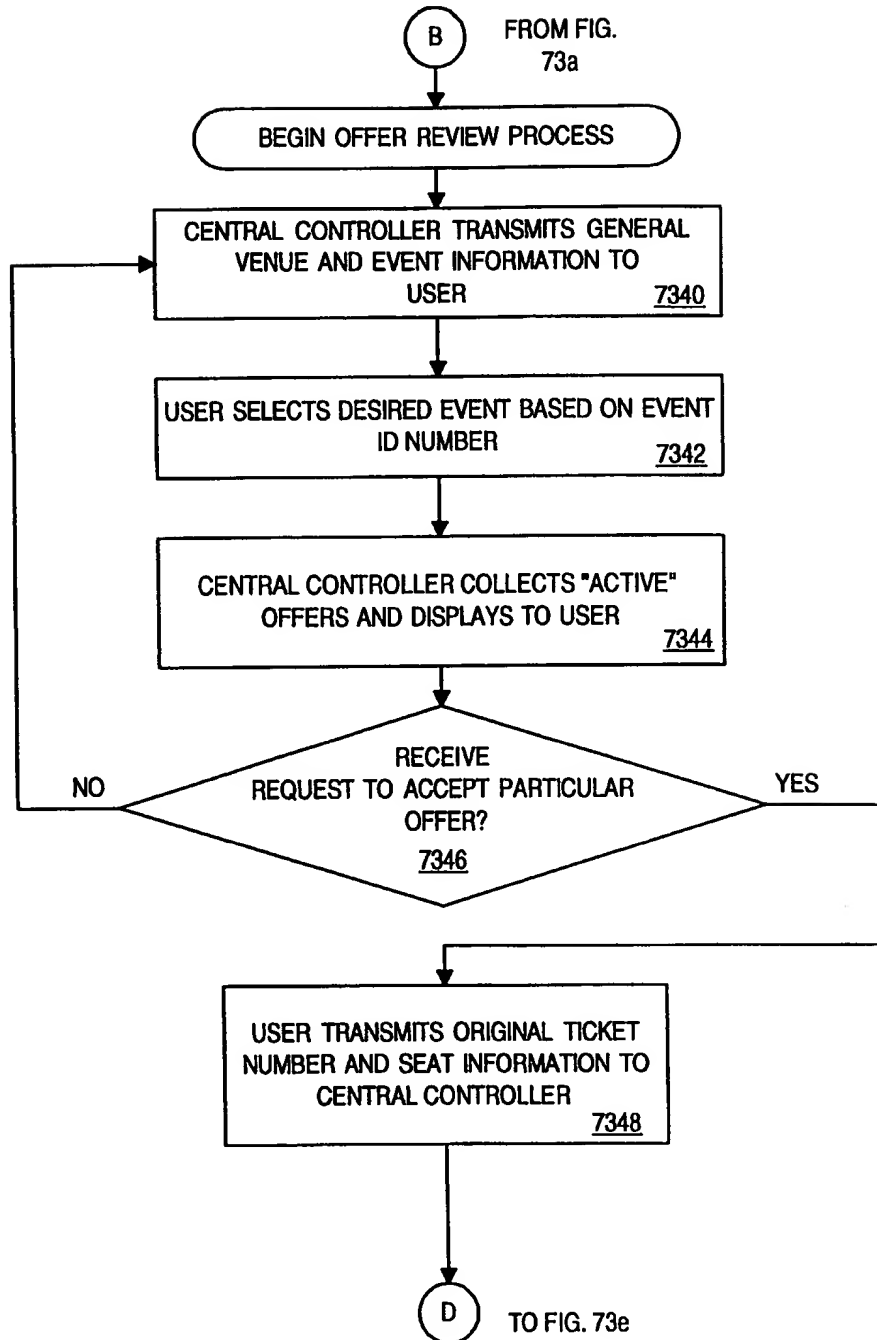 B
FROM FIG.
73a
BEGIN OFFER REVIEW PROCESS
CENTRAL CONTROLLER TRANSMITS GENERAL
VENUE AND EVENT INFORMATION TO
USER
7340
USER SELECTS DESIRED EVENT BASED ON EVENT
ID NUMBER
7342
CENTRAL CONTROLLER COLLECTS "ACTIVE"
OFFERS AND DISPLAYS TO USER
7344
RECEIVE
REQUEST TO ACCEPT PARTICULAR
OFFER?
7346
NO
YES
USER TRANSMITS ORIGINAL TICKET
NUMBER AND SEAT INFORMATION TO
CENTRAL CONTROLLER
7348
D
TO FIG. 73e